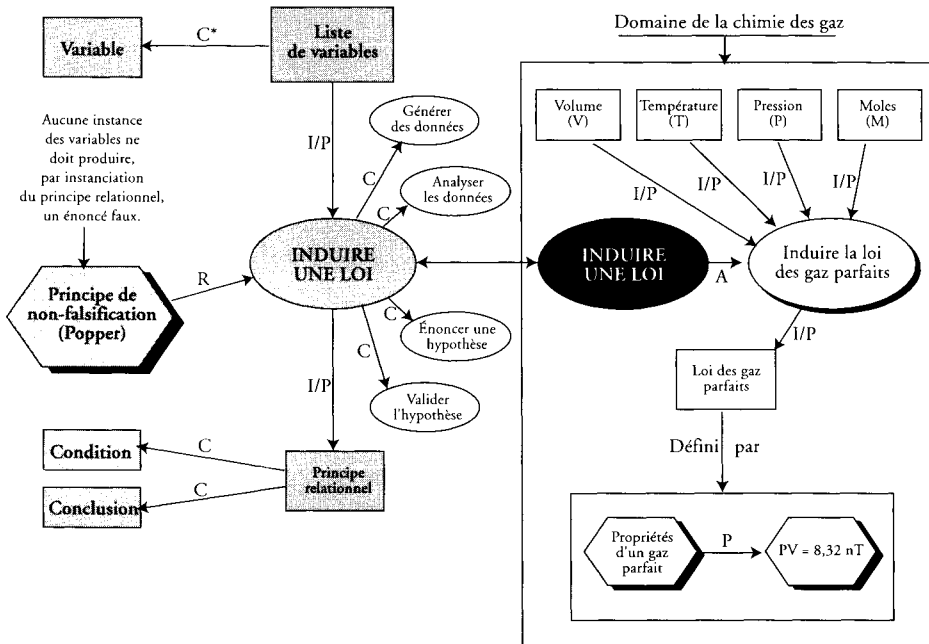 Variable
C*
Liste
de variables
Aucune instance
des variables ne
doit produire,
par instanciation
du principe relationnel,
un énoncé faux.
I/P
C
Générer
des données
C
Analyser
les données
INDUIRE
UNE LOI
R
Principe de
non-falsification
(Popper)
C
Énoncer une
hypothèse
C
Valider
l'hypothèse
I/P
Condition
C
Conclusion
C
Principe
relationnel
Domaine de la chimie des gaz
Volume
(V)
Température
(T)
Pression
(P)
Moles
(M)
I/P
I/P
I/P
I/P
INDUIRE
UNE LOI
A
Induire la loi
des gaz parfaits
I/P
Loi des gaz
parfaits
Défini par
Propriétés
d'un gaz
parfait
P
PV = 8,32 nT